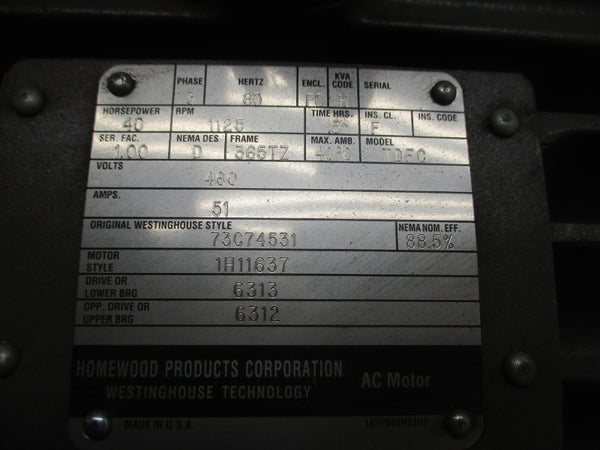 PHASE HERTZ ENCL. KVA CODE SERIAL
3 60 FC H
HORSEPOWER RPM TIME HRS. INS. CL. INS. CODE
40 1125 F
SER. FAC. NEMA DES FRAME MAX. AMB. MODEL
1.00 D 365TZ 40°C TDFC
VOLTS
460
AMPS.
51
ORIGINAL WESTINGHOUSE STYLE NEMA NOM. EFF.
73C74531 88.5%
MOTOR STYLE 1H11637
DRIVE OR LOWER BRG 6313
OPP. DRIVE OR UPPER BRG 6312
HOMEWOOD PRODUCTS CORPORATION
WESTINGHOUSE TECHNOLOGY AC Motor
MADE IN U.S.A.